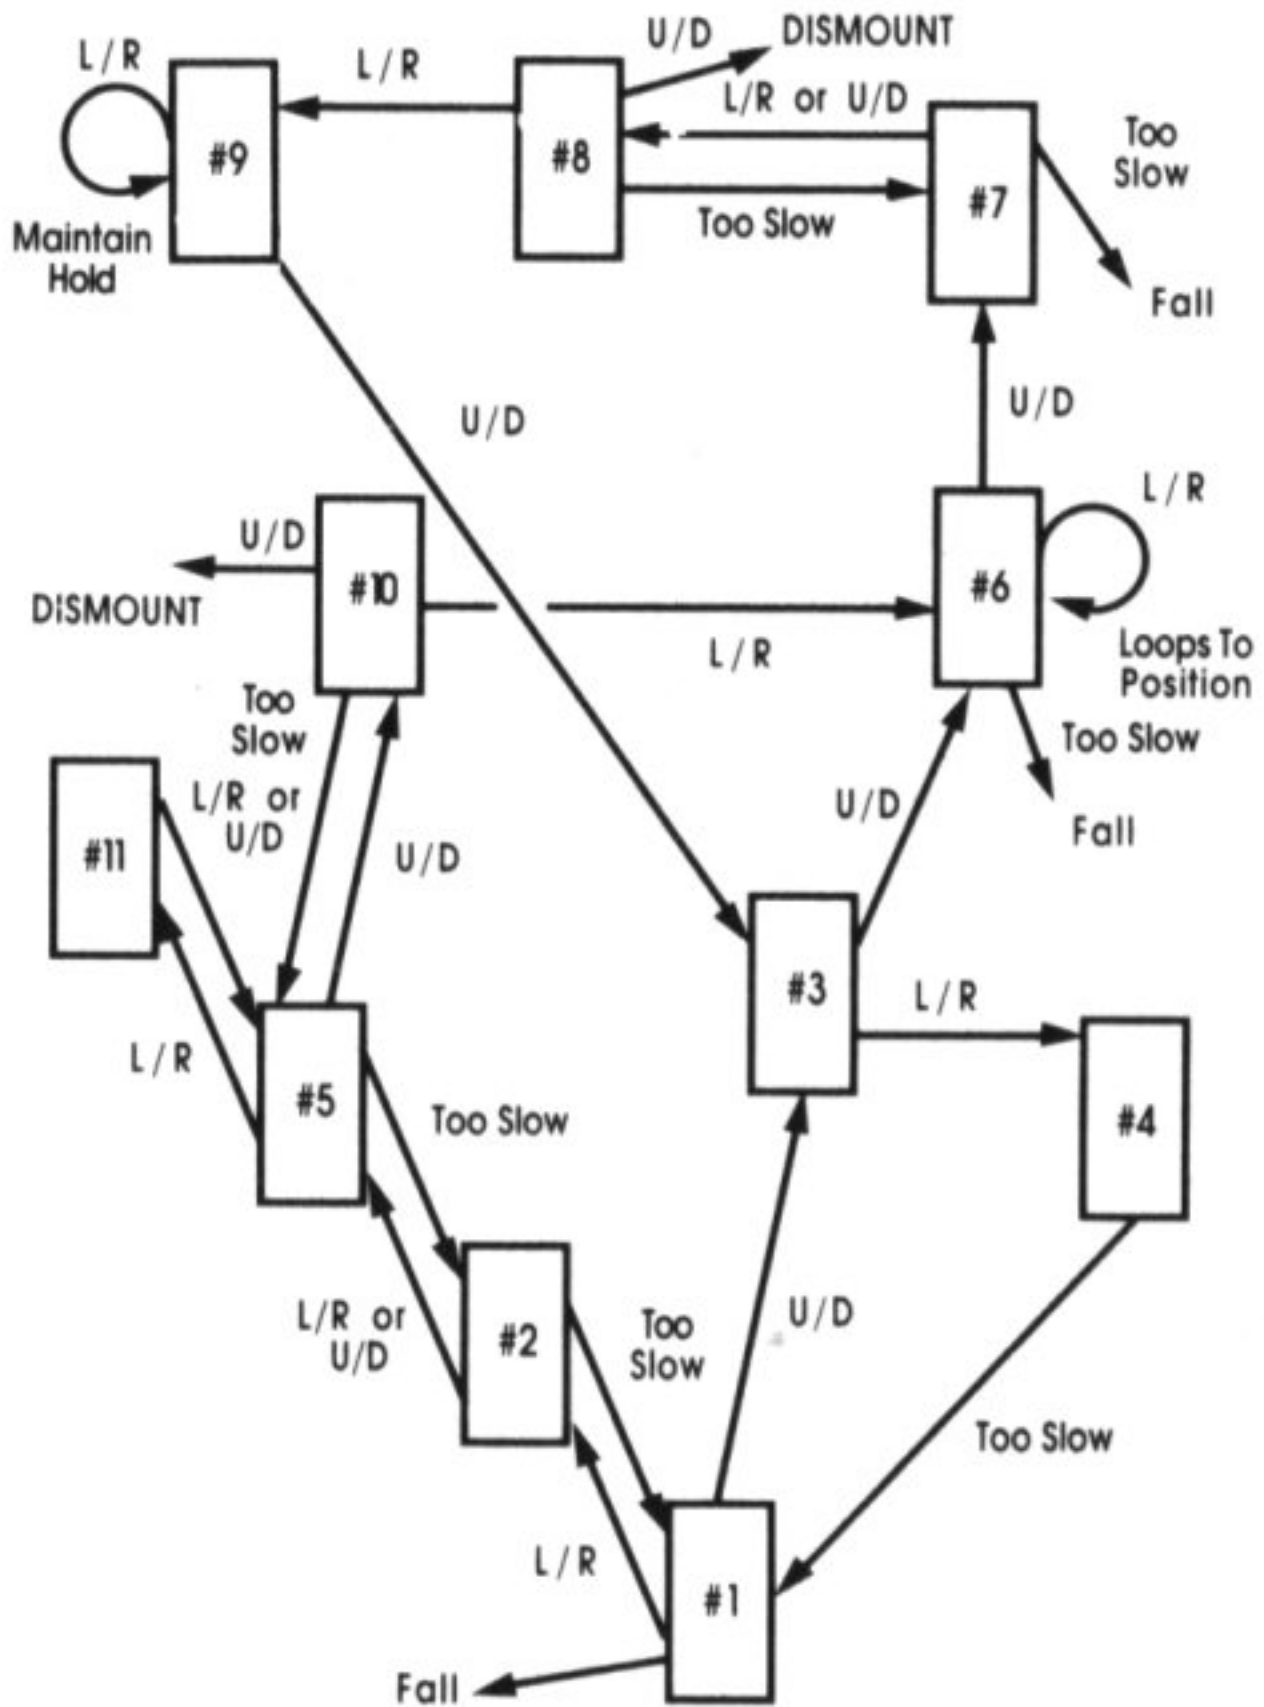 U/D
DISMOUNT
L/R
L/R
L/R or U/D
Too
Slow
#9
#8
#7
Too Slow
Maintain
Hold
Fall
U/D
U/D
L/R
U/D
#10
#6
DISMOUNT
L/R
Loops To
Position
Too
Slow
Too Slow
L/R or
U/D
U/D
Fall
#11
U/D
#3
L/R
L/R
#5
Too Slow
#4
L/R or
U/D
#2
Too
Slow
U/D
Too Slow
L/R
#1
Fall